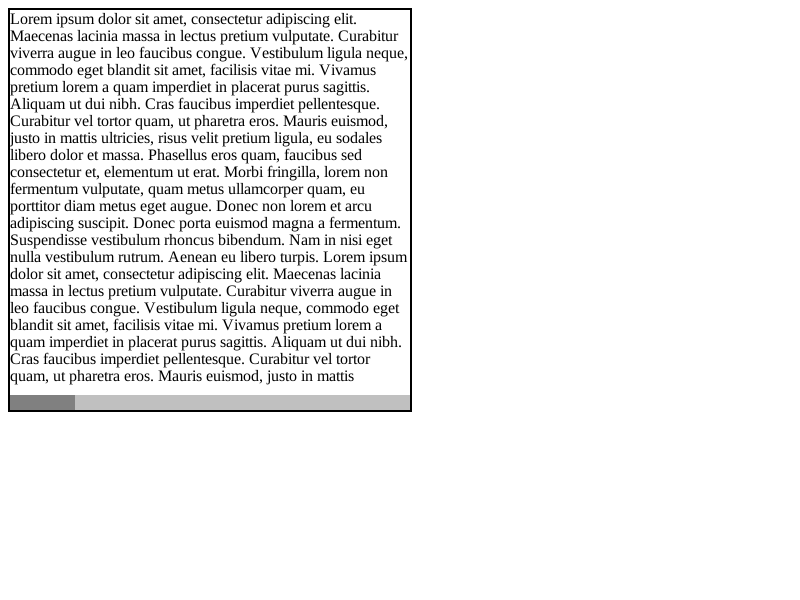 Lorem ipsum dolor sit amet, consectetur adipiscing elit.
Maecenas lacinia massa in lectus pretium vulputate. Curabitur
viverra augue in leo faucibus congue. Vestibulum ligula neque,
commodo eget blandit sit amet, facilisis vitae mi. Vivamus
pretium lorem a quam imperdiet in placerat purus sagittis.
Aliquam ut dui nibh. Cras faucibus imperdiet pellentesque.
Curabitur vel tortor quam, ut pharetra eros. Mauris euismod,
justo in mattis ultricies, risus velit pretium ligula, eu sodales
libero dolor et massa. Phasellus eros quam, faucibus sed
consectetur et, elementum ut erat. Morbi fringilla, lorem non
fermentum vulputate, quam metus ullamcorper quam, eu
porttitor diam metus eget augue. Donec non lorem et arcu
adipiscing suscipit. Donec porta euismod magna a fermentum.
Suspendisse vestibulum rhoncus bibendum. Nam in nisi eget
nulla vestibulum rutrum. Aenean eu libero turpis. Lorem ipsum
dolor sit amet, consectetur adipiscing elit. Maecenas lacinia
massa in lectus pretium vulputate. Curabitur viverra augue in
leo faucibus congue. Vestibulum ligula neque, commodo eget
blandit sit amet, facilisis vitae mi. Vivamus pretium lorem a
quam imperdiet in placerat purus sagittis. Aliquam ut dui nibh.
Cras faucibus imperdiet pellentesque. Curabitur vel tortor
quam, ut pharetra eros. Mauris euismod, justo in mattis